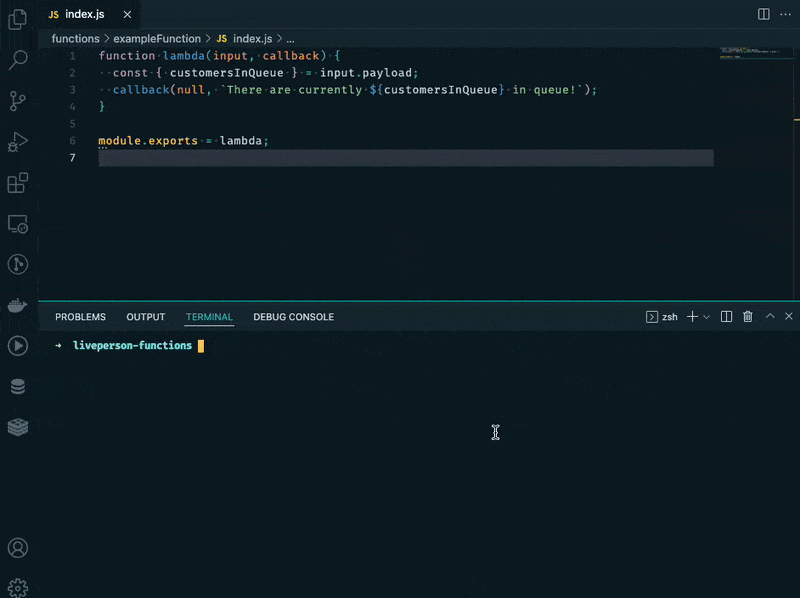 JS index.js ×
functions > exampleFunction > JS index.js > ...
1 function lambda(input, callback) {
2 const { customersInQueue } = input.payload;
3 callback(null, `There are currently ${customersInQueue} in queue!`);
4 }
5
6 module.exports = lambda;
7
PROBLEMS OUTPUT TERMINAL DEBUG CONSOLE zsh
→ liveperson-functions